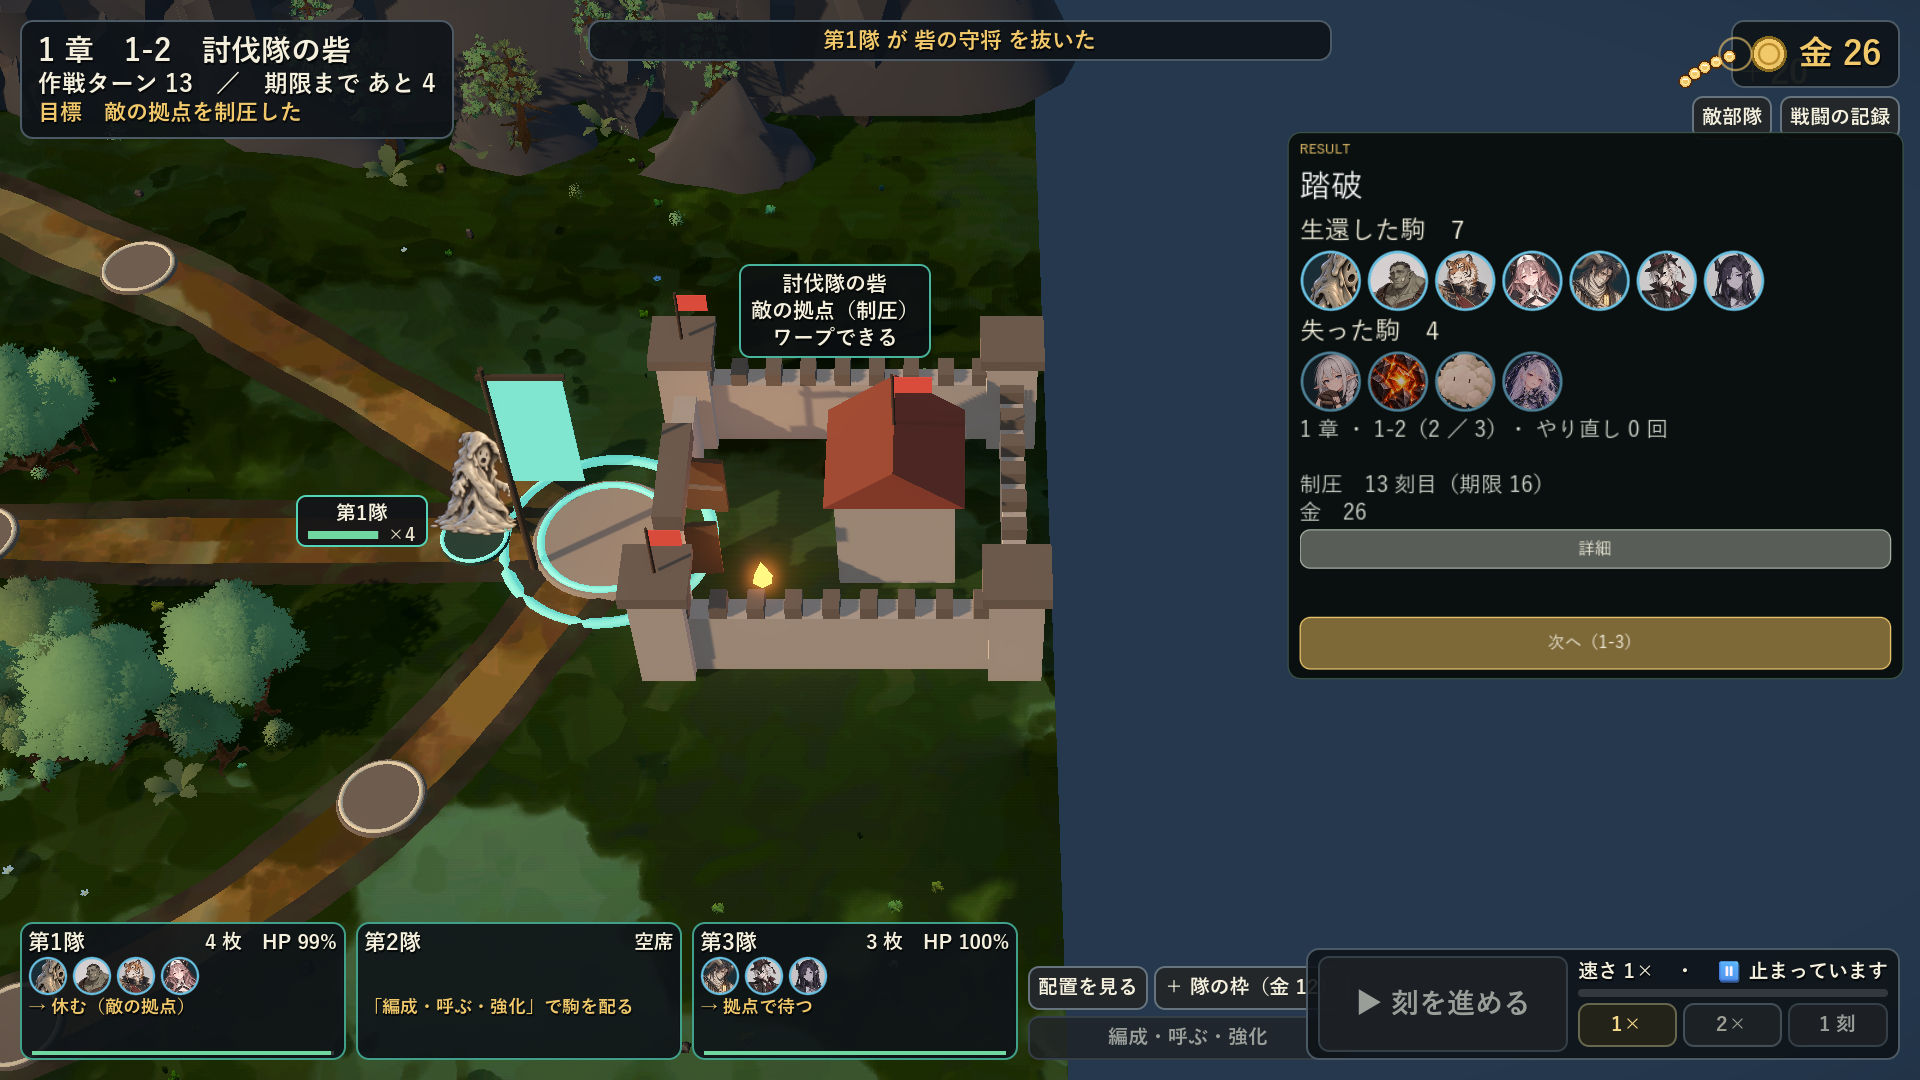 1 章　1-2　討伐隊の砦
作戦ターン 13　／　期限まで あと 4
目標　敵の拠点を制圧した
第1隊 が 砦の守将 を抜いた
金 26
敵部隊
戦闘の記録
RESULT
踏破
生還した駒　7
失った駒　4
1 章 ・ 1-2（2 ／ 3）・ やり直し 0 回
制圧　13 刻目（期限 16）
金　26
詳細
次へ（1-3）
討伐隊の砦
敵の拠点（制圧）
ワープできる
第1隊
×4
第1隊　4 枚　HP 99%
→ 休む（敵の拠点）
第2隊　空席
「編成・呼ぶ・強化」で駒を配る
第3隊　3 枚　HP 100%
→ 拠点で待つ
配置を見る
＋ 隊の枠（金 1
編成・呼ぶ・強化
▶ 刻を進める
速さ 1×　・　⏸ 止まっています
1×
2×
1 刻